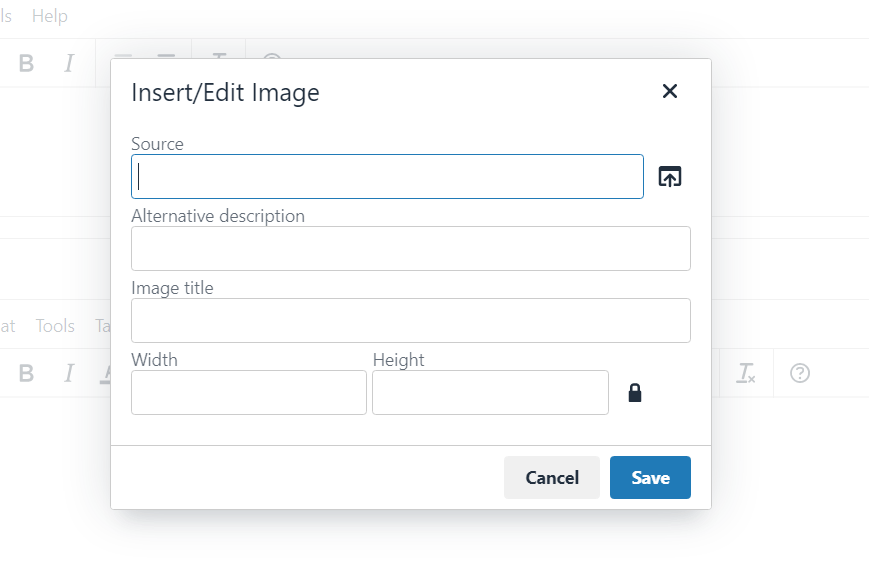 ls Help
B I
Insert/Edit Image
Source
Alternative description
Image title
at Tools Ta
Width Height
B I
Cancel Save